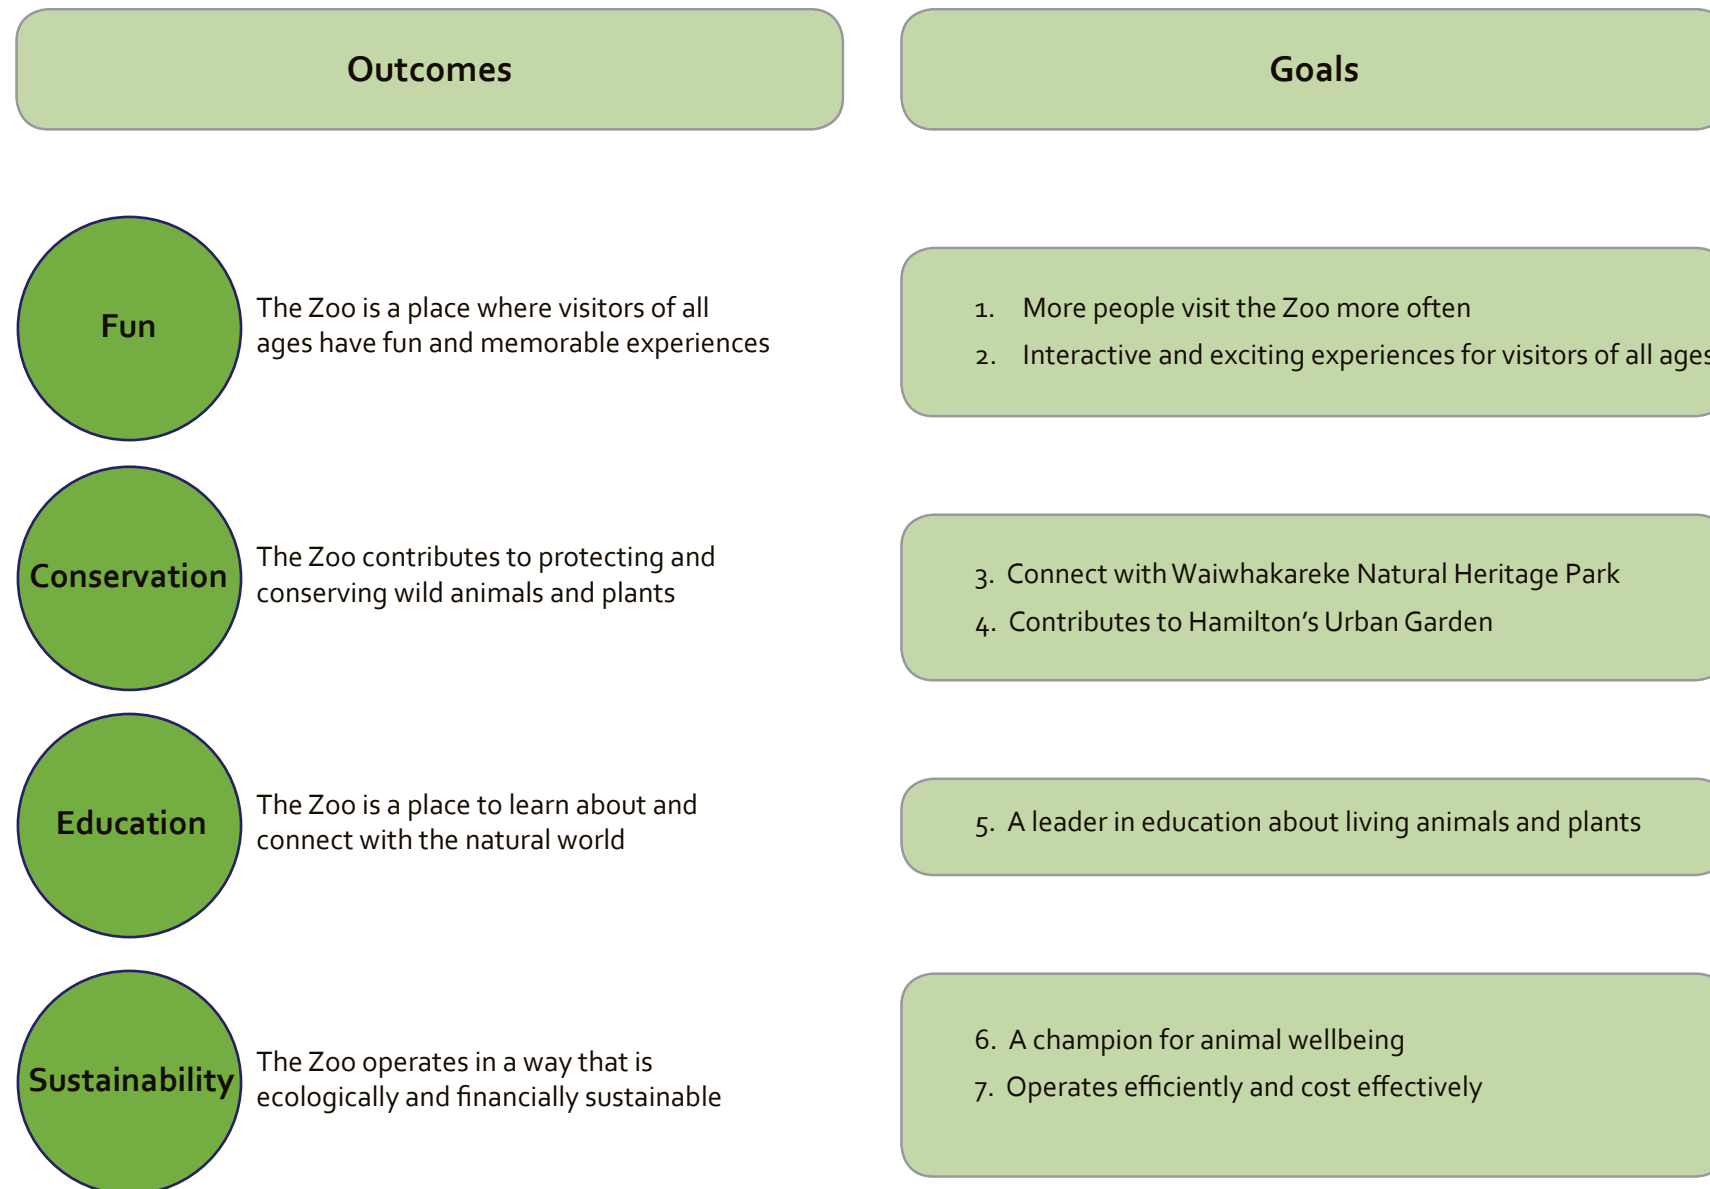 Outcomes
Goals
Fun
The Zoo is a place where visitors of all
ages have fun and memorable experiences
1. More people visit the Zoo more often
2. Interactive and exciting experiences for visitors of all ages
Conservation
The Zoo contributes to protecting and
conserving wild animals and plants
3. Connect with Waiwhakareke Natural Heritage Park
4. Contributes to Hamilton’s Urban Garden
Education
The Zoo is a place to learn about and
connect with the natural world
5. A leader in education about living animals and plants
Sustainability
The Zoo operates in a way that is
ecologically and financially sustainable
6. A champion for animal wellbeing
7. Operates efficiently and cost effectively